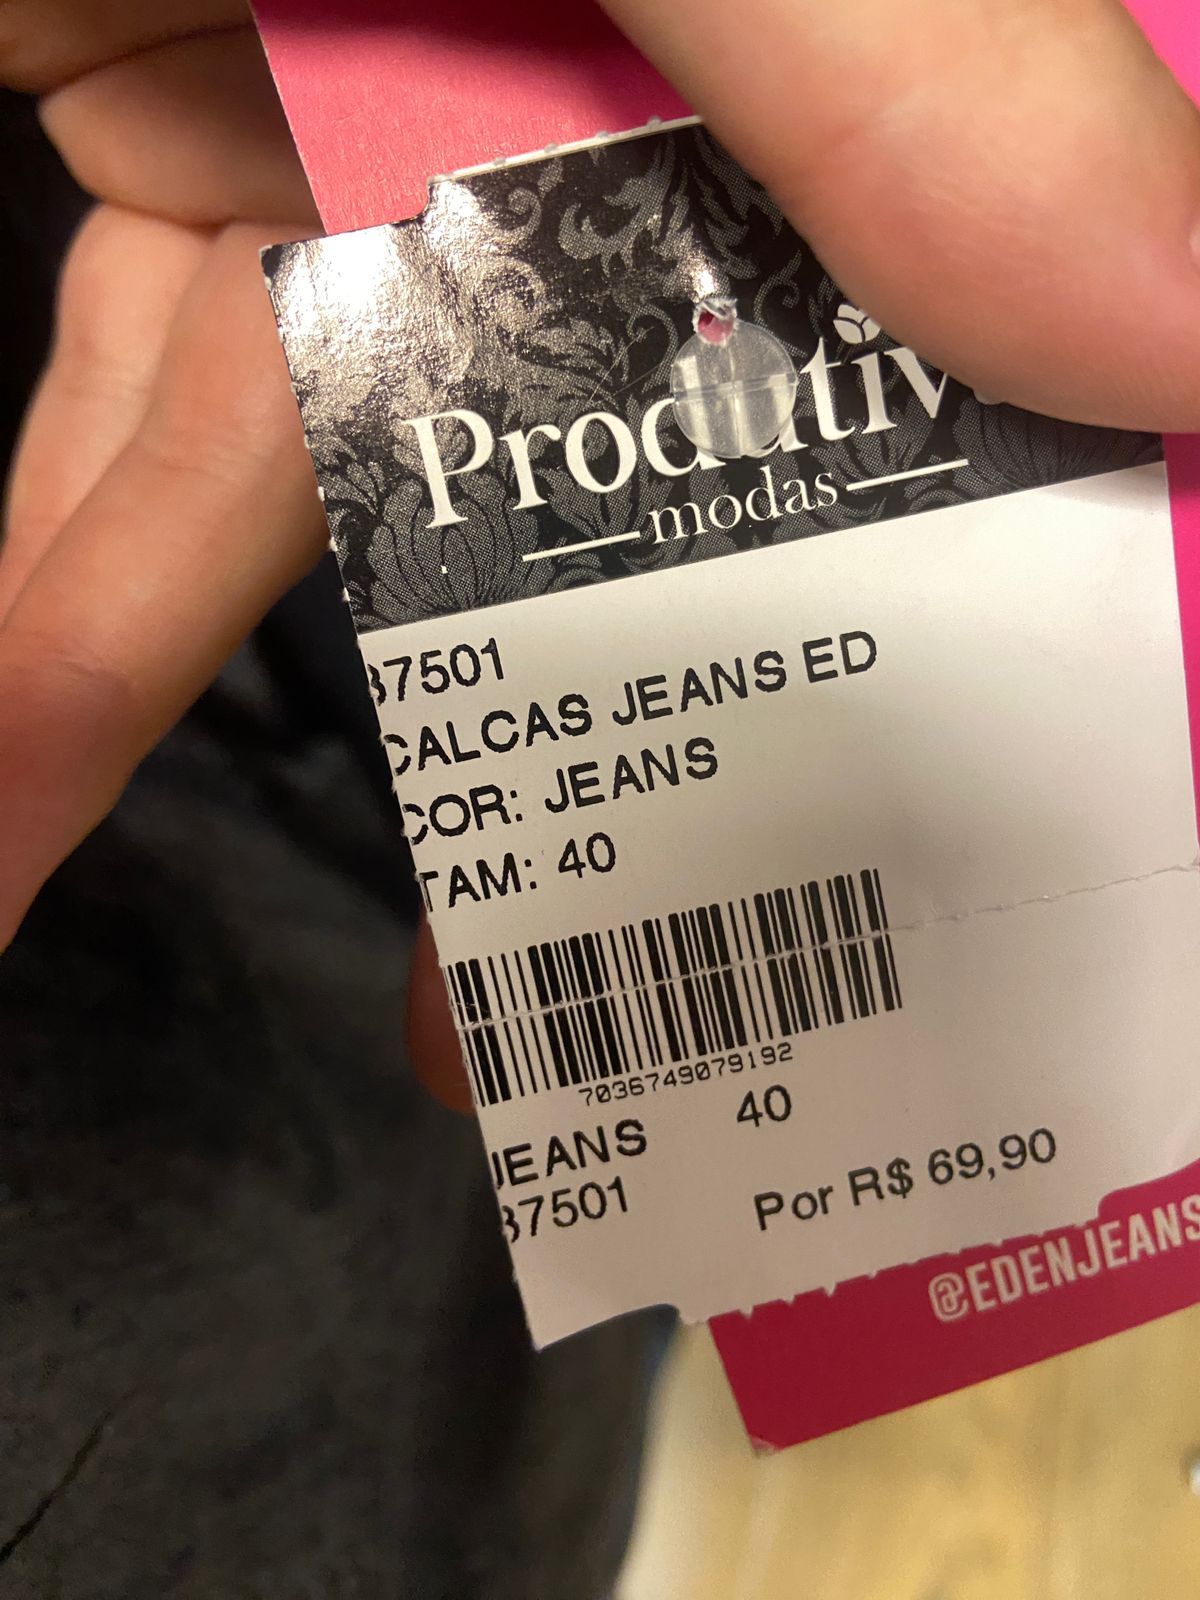 modas
37501
CALCAS JEANS ED
COR: JEANS
TAM: 40
7036749079192
JEANS 40
37501 Por R$ 69,90
@EDENJEANS